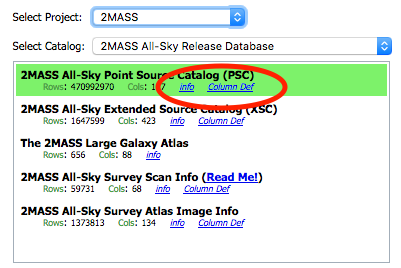 Select Project: 2MASS
Select Catalog: 2MASS All-Sky Release Database
2MASS All-Sky Point Source Catalog (PSC)
Rows: 470992970 Cols: info Column Def
2MASS All-Sky Extended Source Catalog (XSC)
Rows: 1647599 Cols: 423 info Column Def
The 2MASS Large Galaxy Atlas
Rows: 656 Cols: 88 info
2MASS All-Sky Survey Scan Info (Read Me!)
Rows: 59731 Cols: 68 info Column Def
2MASS All-Sky Survey Atlas Image Info
Rows: 1373813 Cols: 134 info Column Def